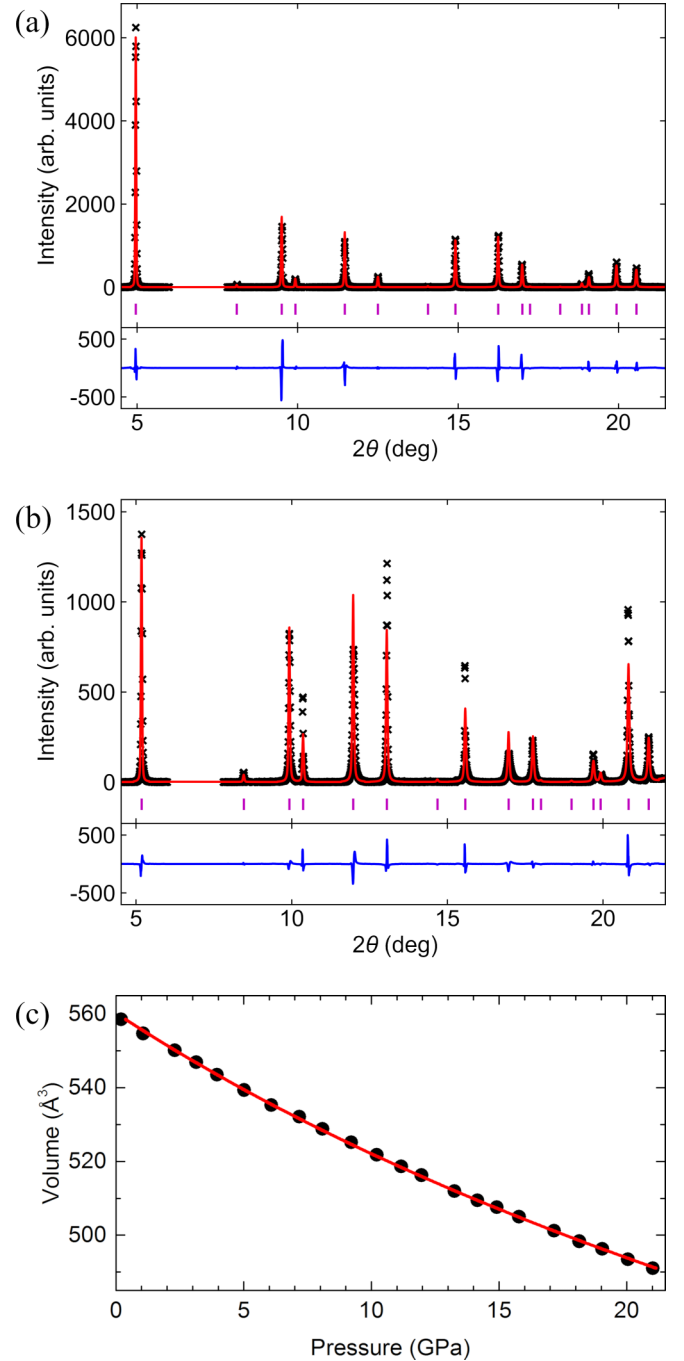 (a)
6000
4000
2000
0
Intensity (arb. units)
500
-500
5 10 15 20
2θ (deg)
(b)
1500
1000
500
0
Intensity (arb. units)
500
-500
5 10 15 20
2θ (deg)
(c)
560
540
520
500
Volume (Å³)
0 5 10 15 20
Pressure (GPa)